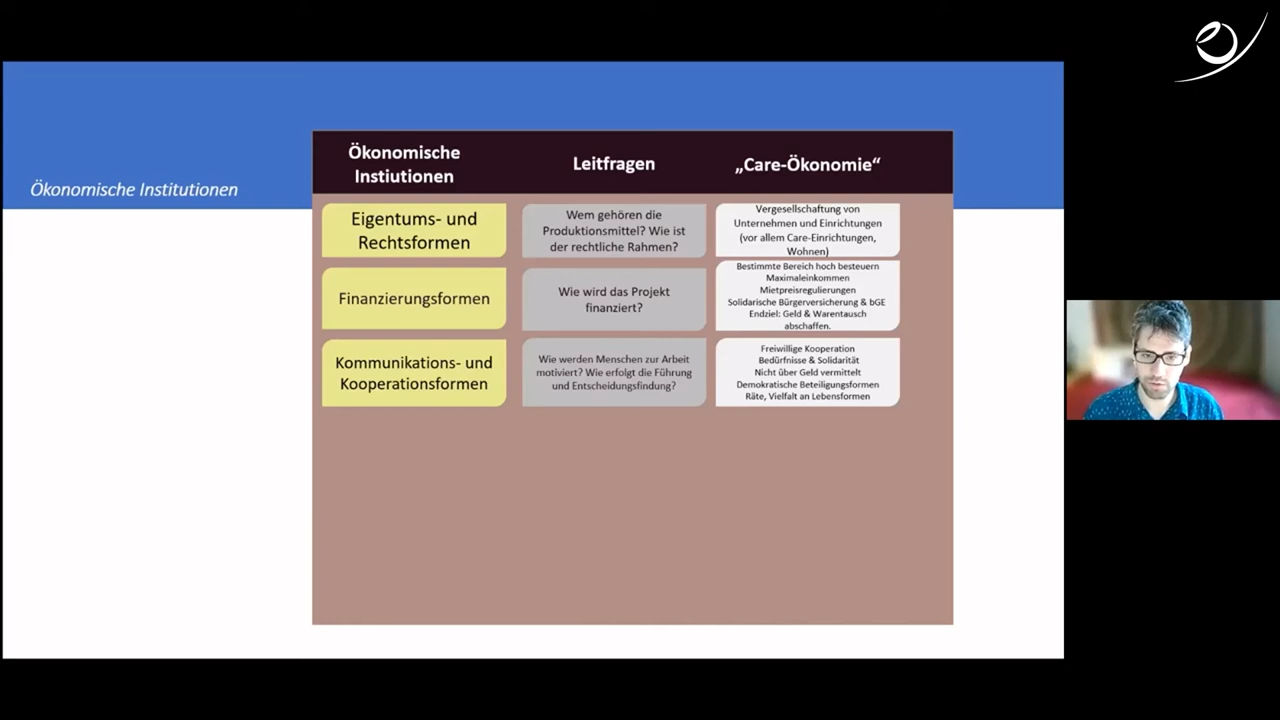 Ökonomische Institutionen
Ökonomische
Instiutionen
Leitfragen
„Care-Ökonomie“
Eigentums- und
Rechtsformen
Wem gehören die
Produktionsmittel? Wie ist
der rechtliche Rahmen?
Vergesellschaftung von
Unternehmen und Einrichtungen
(vor allem Care-Einrichtungen,
Wohnen)
Finanzierungsformen
Wie wird das Projekt
finanziert?
Bestimmte Bereich hoch besteuern
Maximaleinkommen
Mietpreisregulierungen
Solidarische Bürgerversicherung & bGE
Endziel: Geld & Warentausch
abschaffen.
Kommunikations- und
Kooperationsformen
Wie werden Menschen zur Arbeit
motiviert? Wie erfolgt die Führung
und Entscheidungsfindung?
Freiwillige Kooperation
Bedürfnisse & Solidarität
Nicht über Geld vermittelt
Demokratische Beteiligungsformen
Räte, Vielfalt an Lebensformen